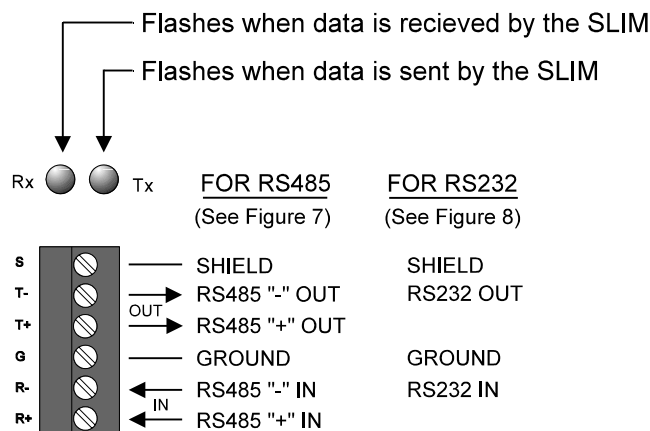 Flashes when data is recieved by the SLIM
Flashes when data is sent by the SLIM
Rx Tx
FOR RS485 FOR RS232
(See Figure 7) (See Figure 8)
S SHIELD SHIELD
T- RS485 "-" OUT RS232 OUT
OUT
T+ RS485 "+" OUT
G GROUND GROUND
R- RS485 "-" IN RS232 IN
IN
R+ RS485 "+" IN